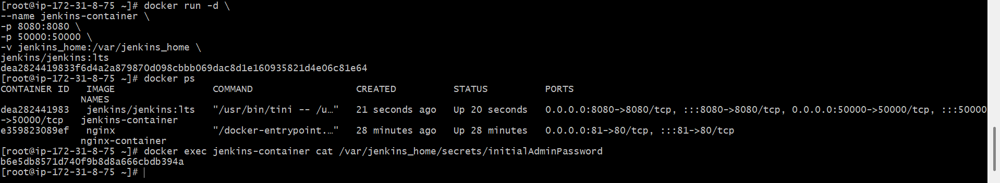 [root@ip-172-31-8-75 ~]# docker run -d \
--name jenkins-container \
-p 8080:8080 \
-p 50000:50000 \
-v jenkins_home:/var/jenkins_home \
jenkins/jenkins:lts
dea2824419833f6d4a2a879870d098cbbb069dac8d1e160935821d4e06c81e64
[root@ip-172-31-8-75 ~]# docker ps
CONTAINER ID   IMAGE                 COMMAND                  CREATED          STATUS          PORTS
              NAMES
dea282441983   jenkins/jenkins:lts   "/usr/bin/tini -- /u…"   21 seconds ago   Up 20 seconds   0.0.0.0:8080->8080/tcp, :::8080->8080/tcp, 0.0.0.0:50000->50000/tcp, :::50000
->50000/tcp   jenkins-container
e359823089ef   nginx                 "/docker-entrypoint.…"   28 minutes ago   Up 28 minutes   0.0.0.0:81->80/tcp, :::81->80/tcp
              nginx-container
[root@ip-172-31-8-75 ~]# docker exec jenkins-container cat /var/jenkins_home/secrets/initialAdminPassword
b6e5db8571d740f9b8d8a666cbdb394a
[root@ip-172-31-8-75 ~]#